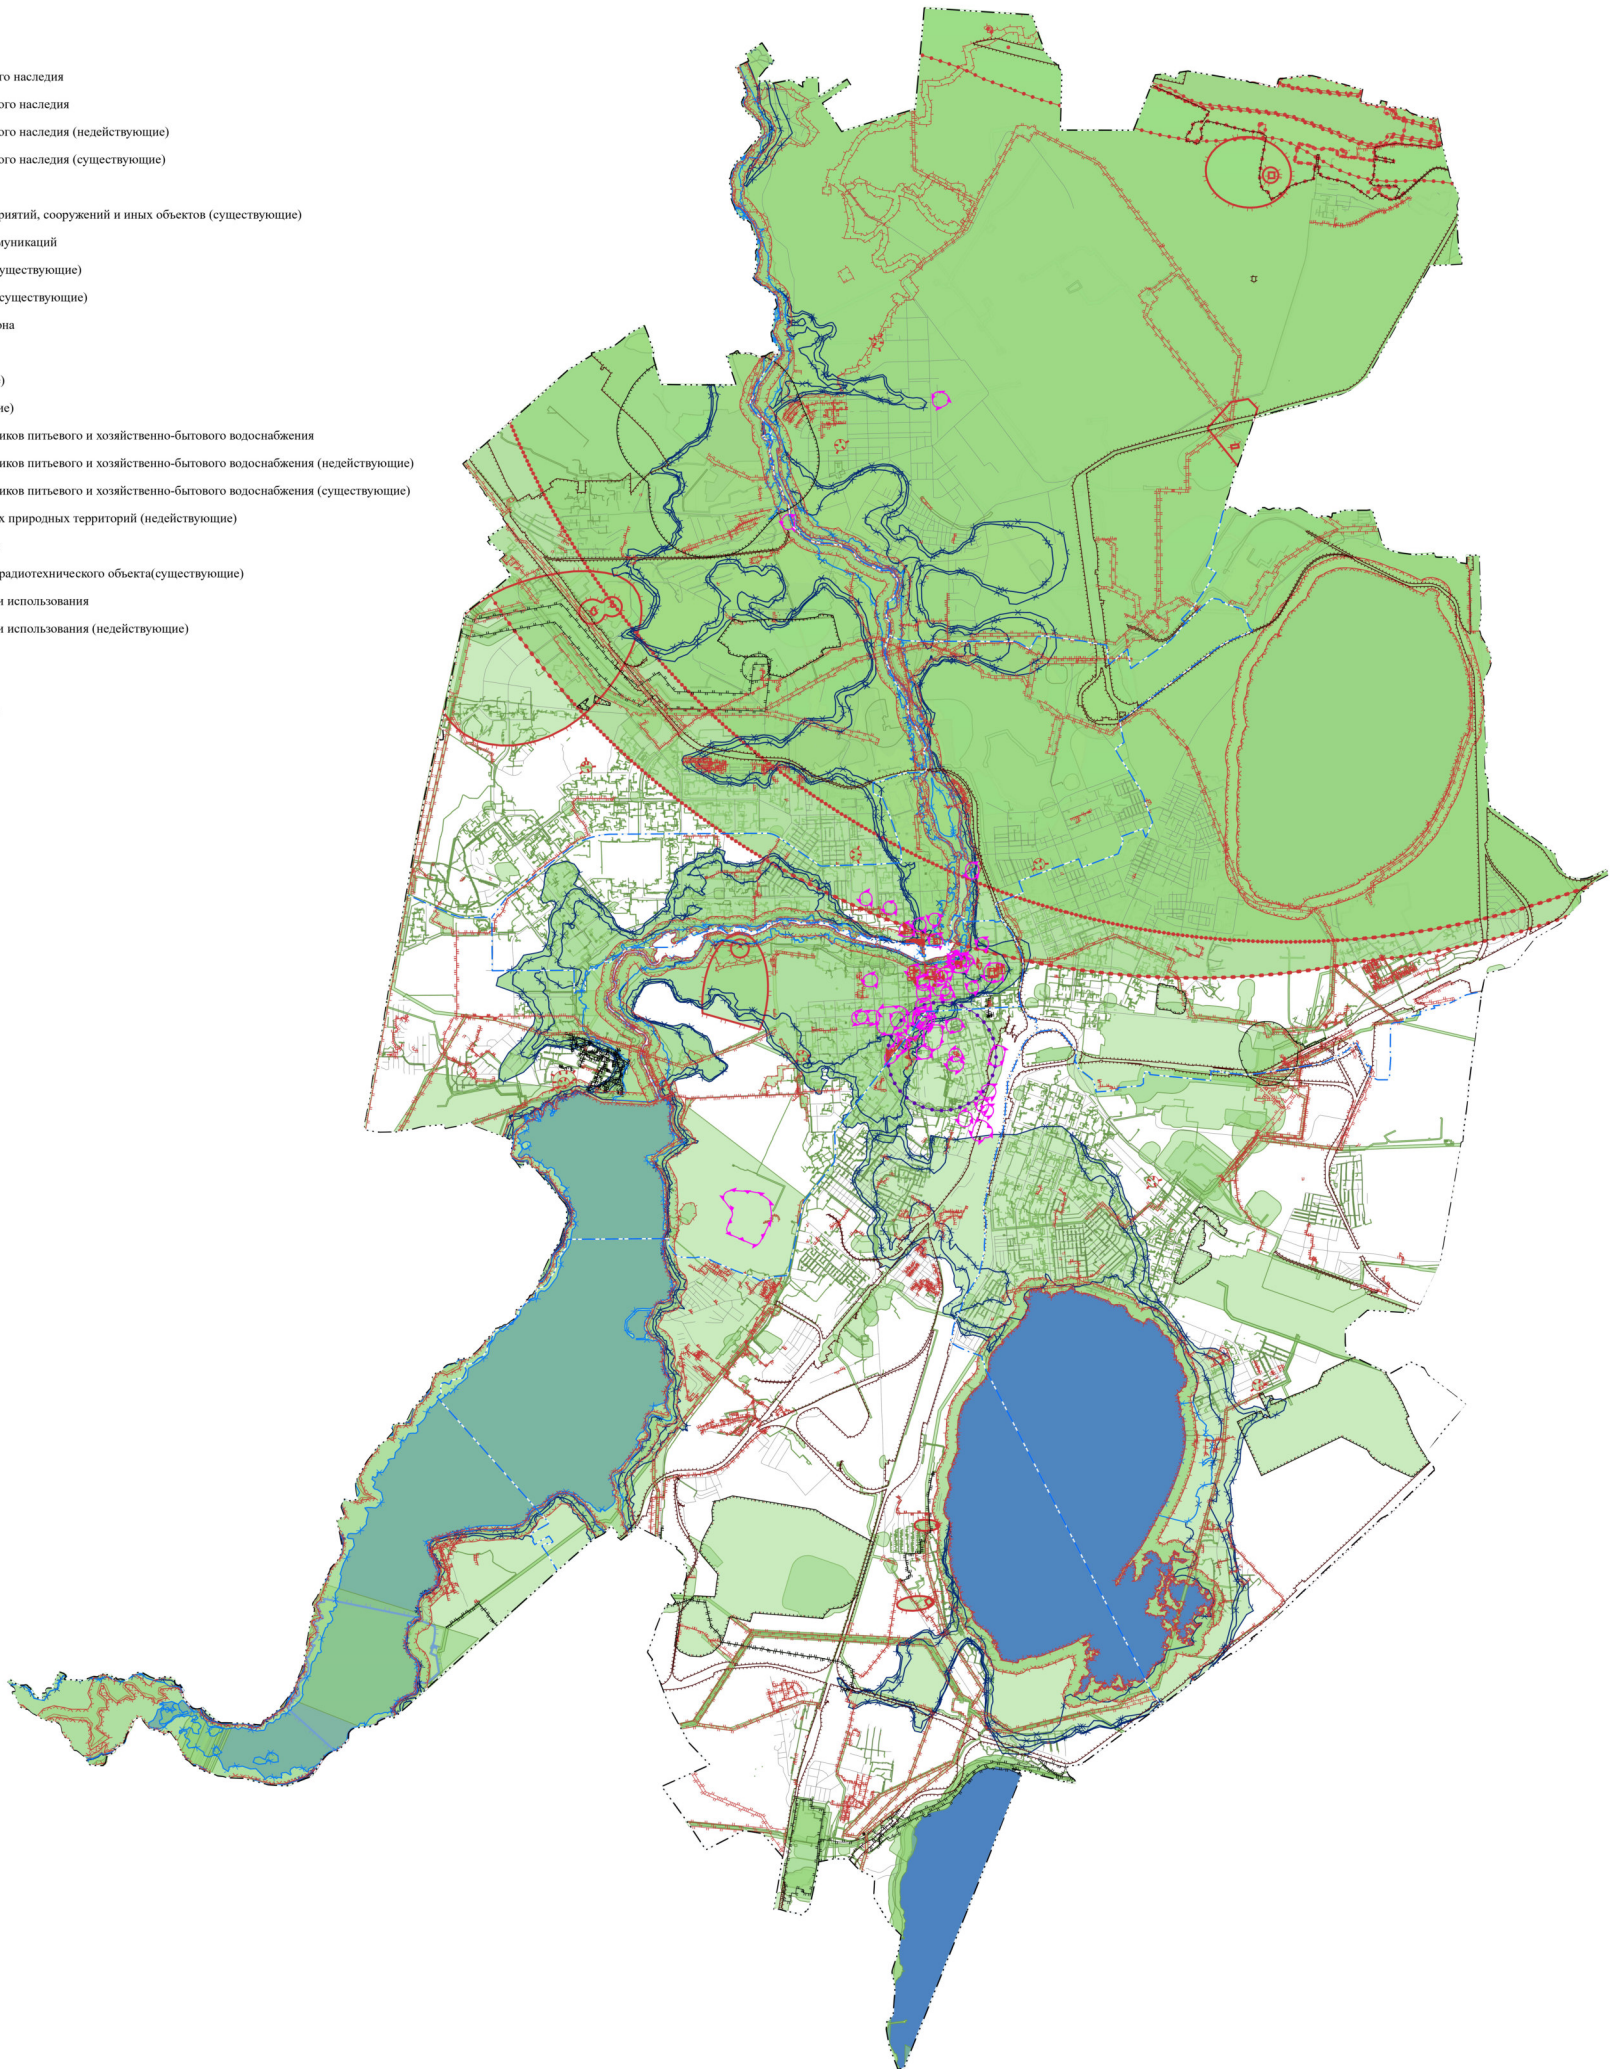 го наследия
ого наследия
ого наследия (недействующие)
ого наследия (существующие)
риятий, сооружений и иных объектов (существующие)
муникаций
уществующие)
существующие)
она
)
ие)
иков питьевого и хозяйственно-бытового водоснабжения
иков питьевого и хозяйственно-бытового водоснабжения (недействующие)
иков питьевого и хозяйственно-бытового водоснабжения (существующие)
х природных территорий (недействующие)
радиотехнического объекта(существующие)
и использования
и использования (недействующие)